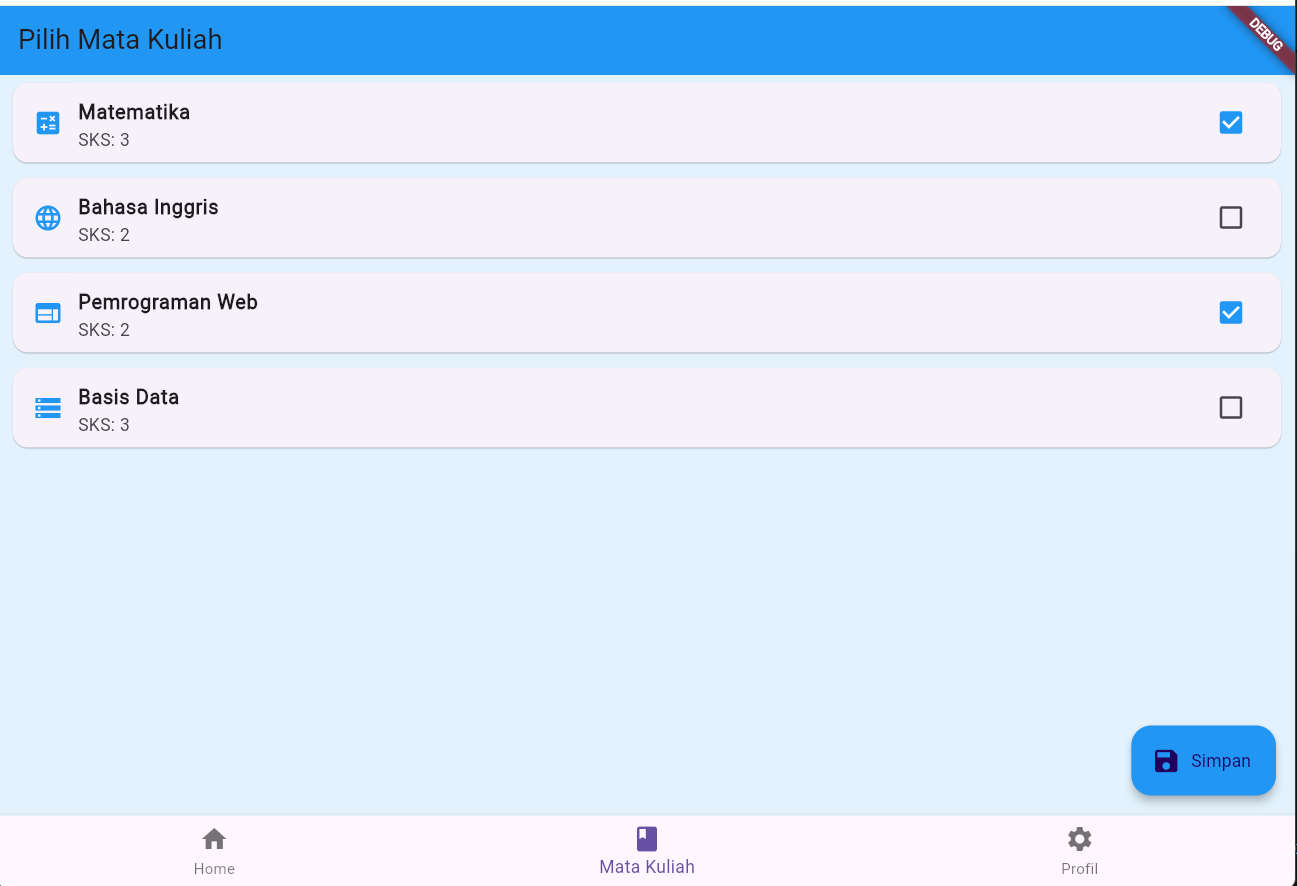 Pilih Mata Kuliah
DEBUG
Matematika
SKS: 3
Bahasa Inggris
SKS: 2
Pemrograman Web
SKS: 2
Basis Data
SKS: 3
Simpan
Home
Mata Kuliah
Profil